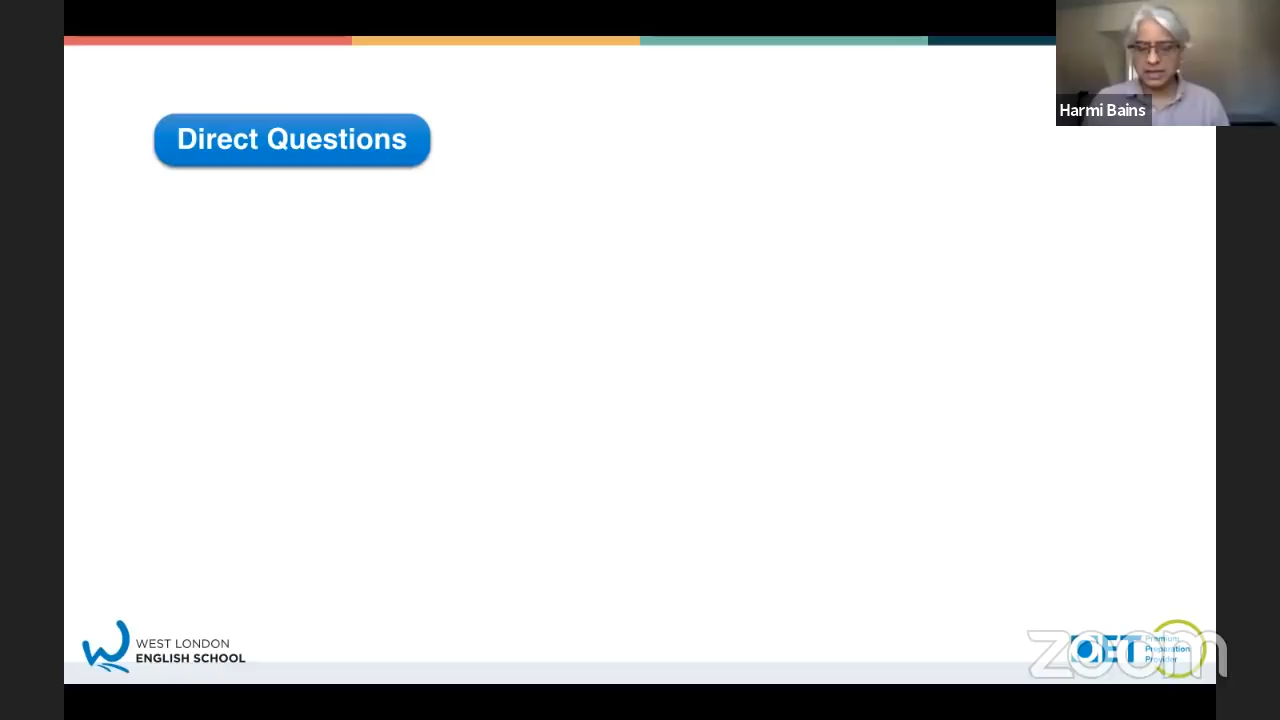 Harmi Bains
Direct Questions
WEST LONDON
ENGLISH SCHOOL
OET
Premium
Preparation
Provider
zoom